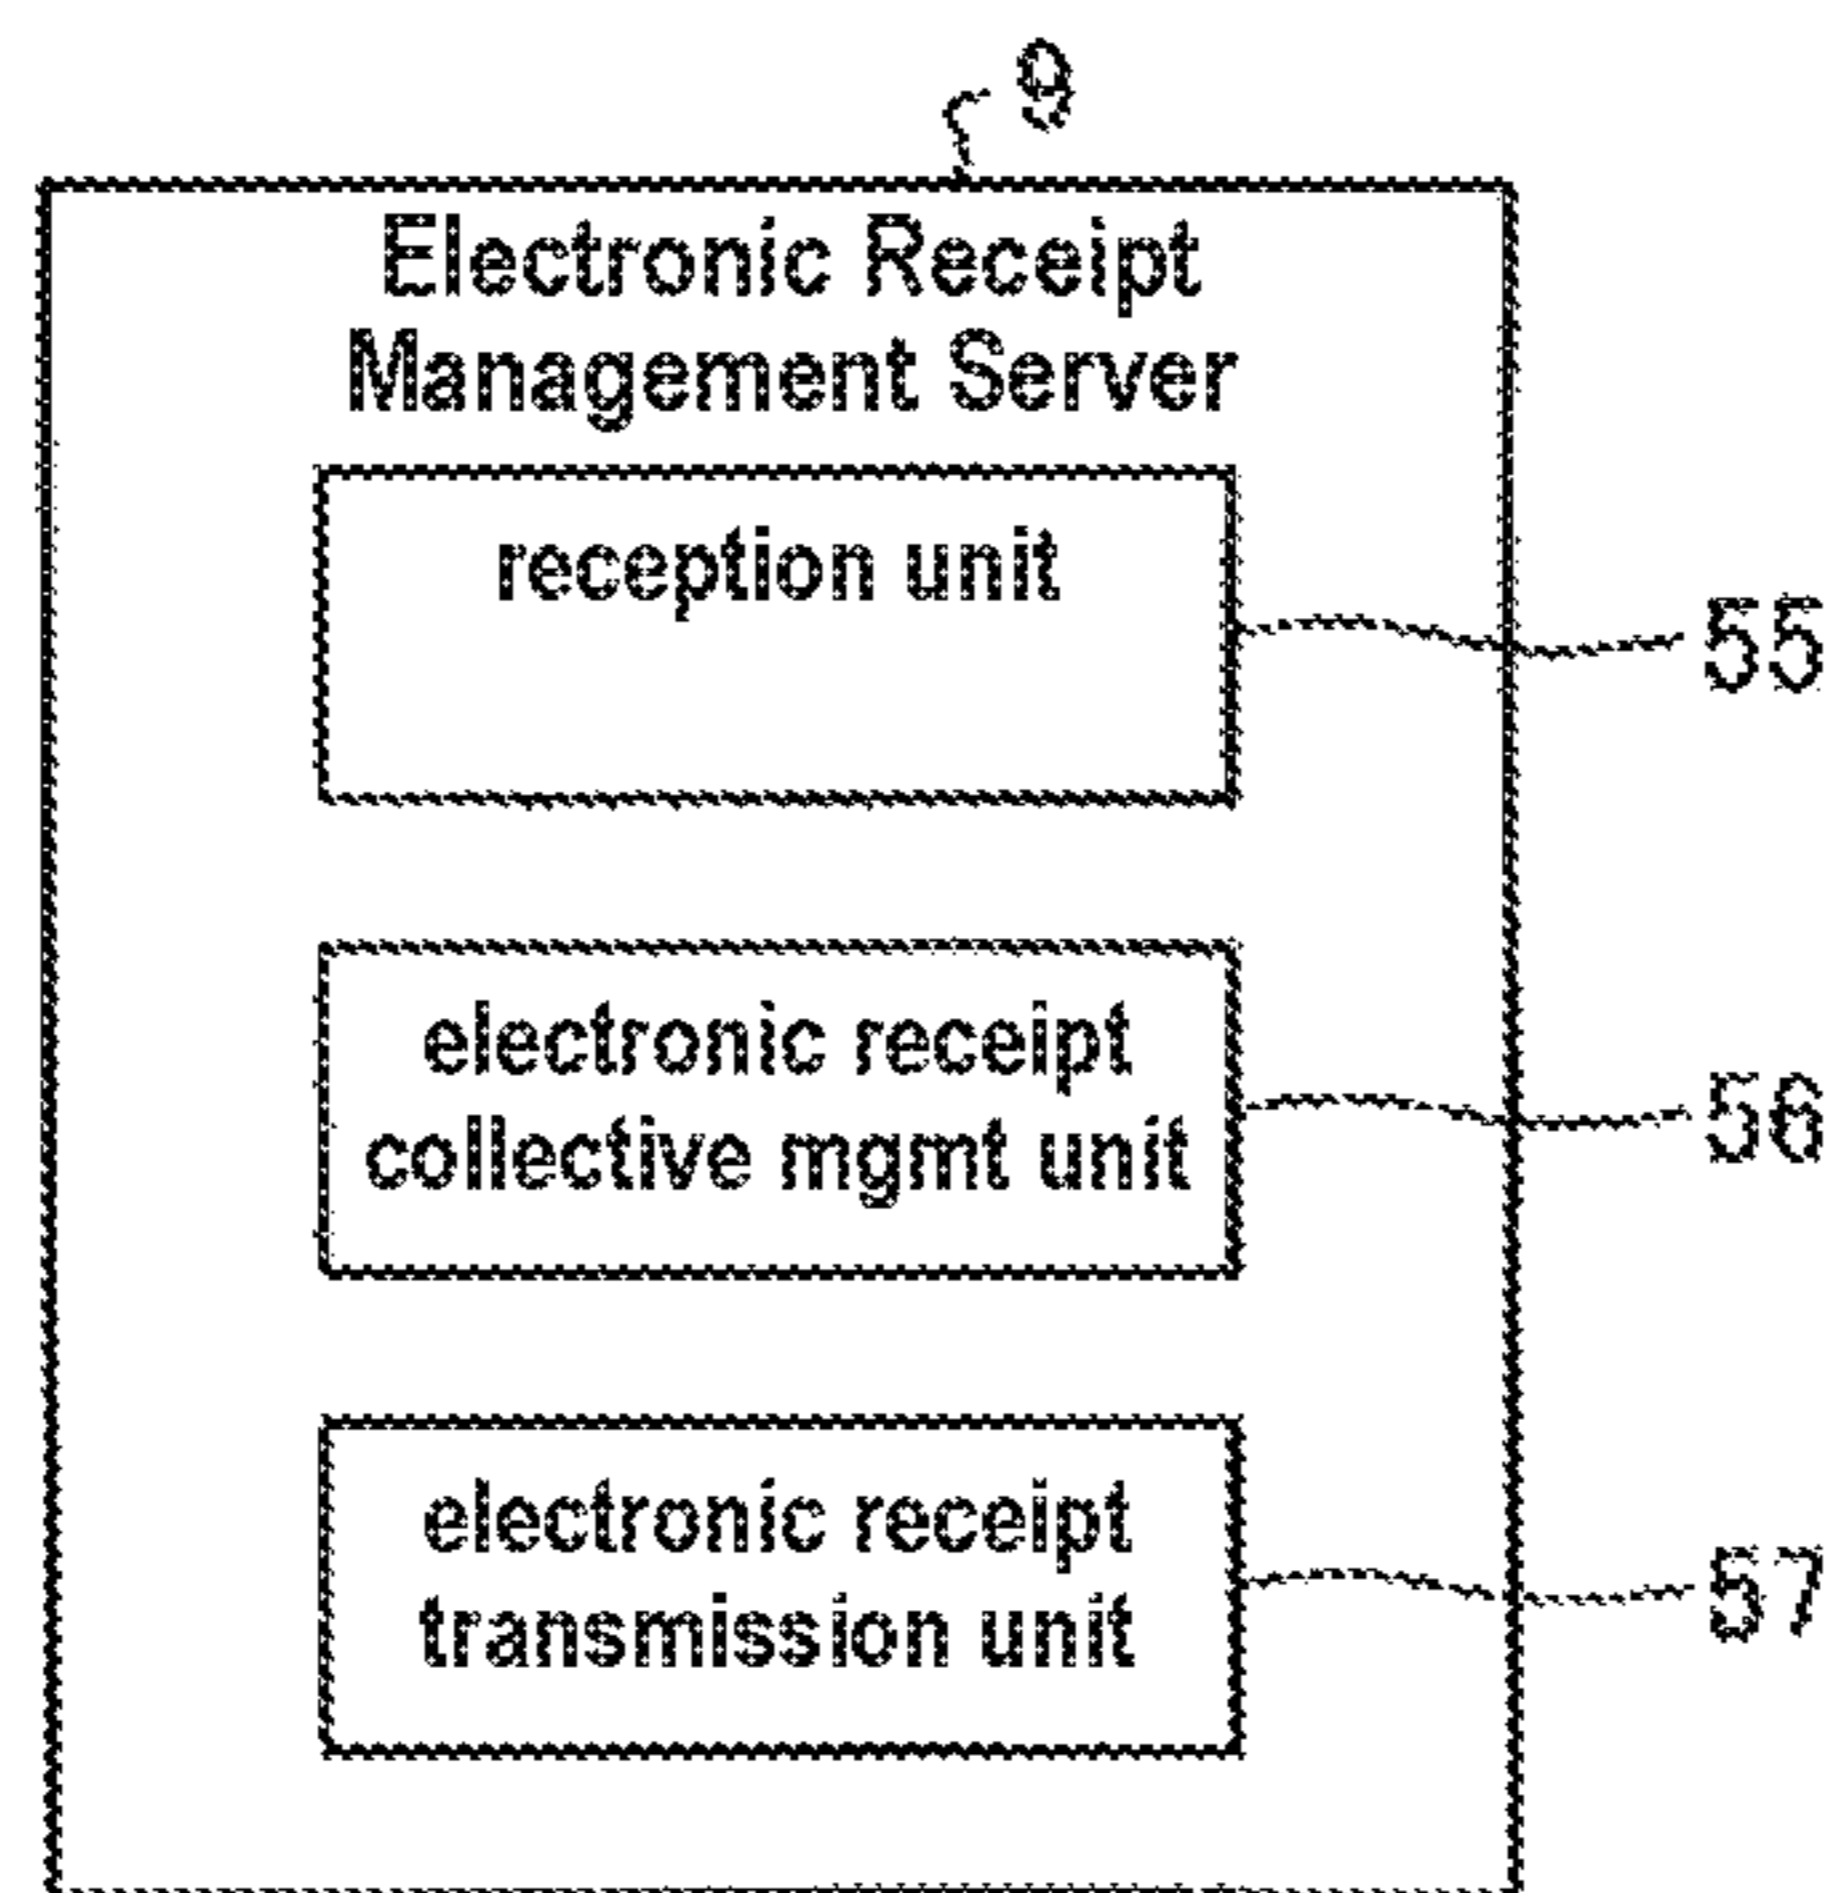 9
Electronic Receipt
Management Server
reception unit
55
electronic receipt
collective mgmt unit
56
electronic receipt
transmission unit
57